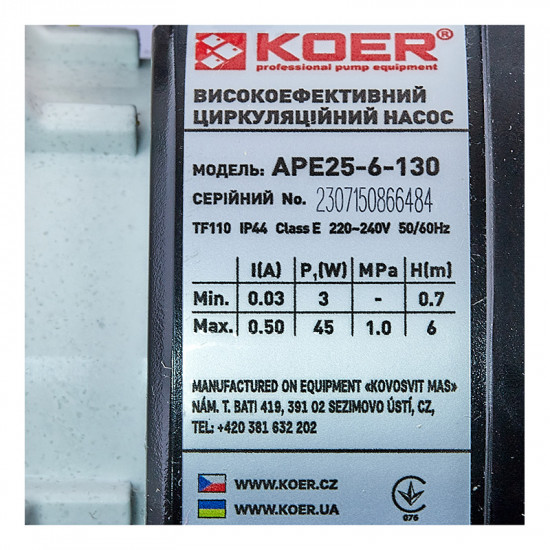 KOER®
professional pump equipment
ВИСОКОЕФЕКТИВНИЙ
ЦИРКУЛЯЦІЙНИЙ НАСОС
МОДЕЛЬ: APE25-6-130
СЕРІЙНИЙ No. 2307150866484
TF110 IP44 Class E 220~240V 50/60Hz
I(A) P₁(W) MPa H(m)
Min. 0.03 3 - 0.7
Max. 0.50 45 1.0 6
MANUFACTURED ON EQUIPMENT «KOVOSVIT MAS»
NÁM. T. BATI 419, 391 02 SEZIMOVO ÚSTÍ, CZ,
TEL: +420 381 632 202
WWW.KOER.CZ
WWW.KOER.UA
076